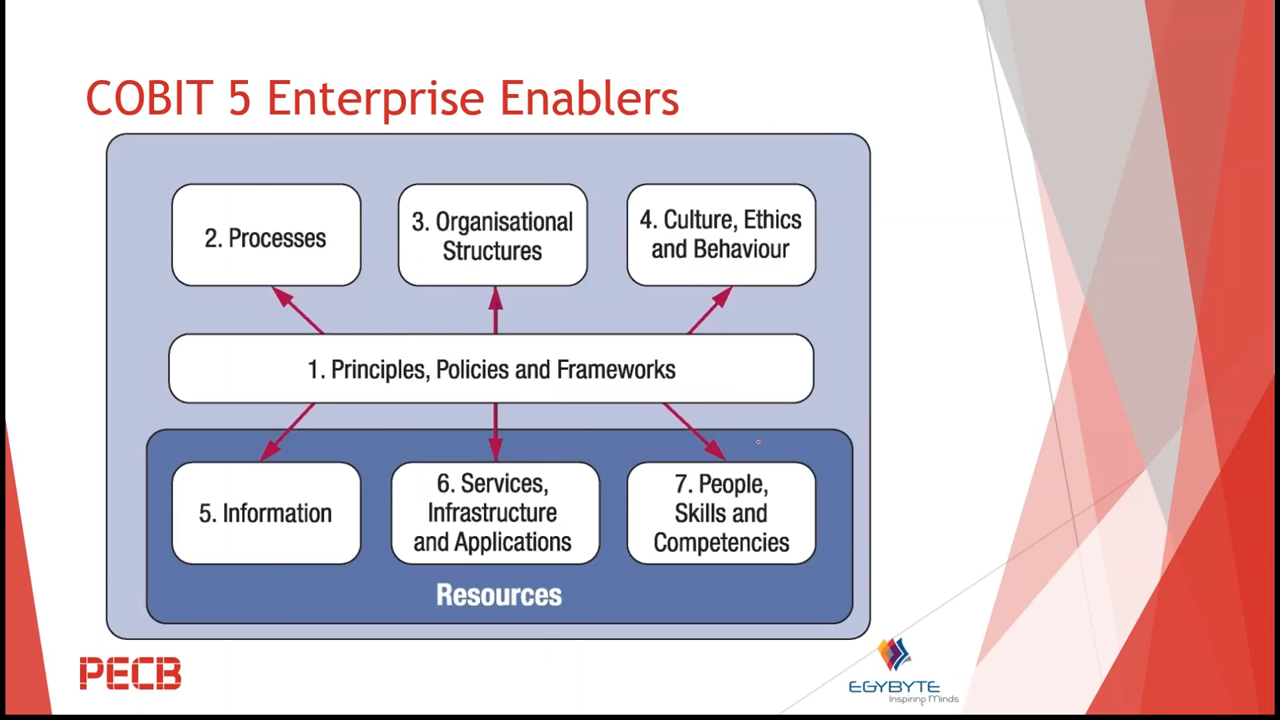 COBIT 5 Enterprise Enablers
2. Processes
3. Organisational
Structures
4. Culture, Ethics
and Behaviour
1. Principles, Policies and Frameworks
5. Information
6. Services,
Infrastructure
and Applications
7. People,
Skills and
Competencies
Resources
PECB
EGYBYTE
Inspiring Minds